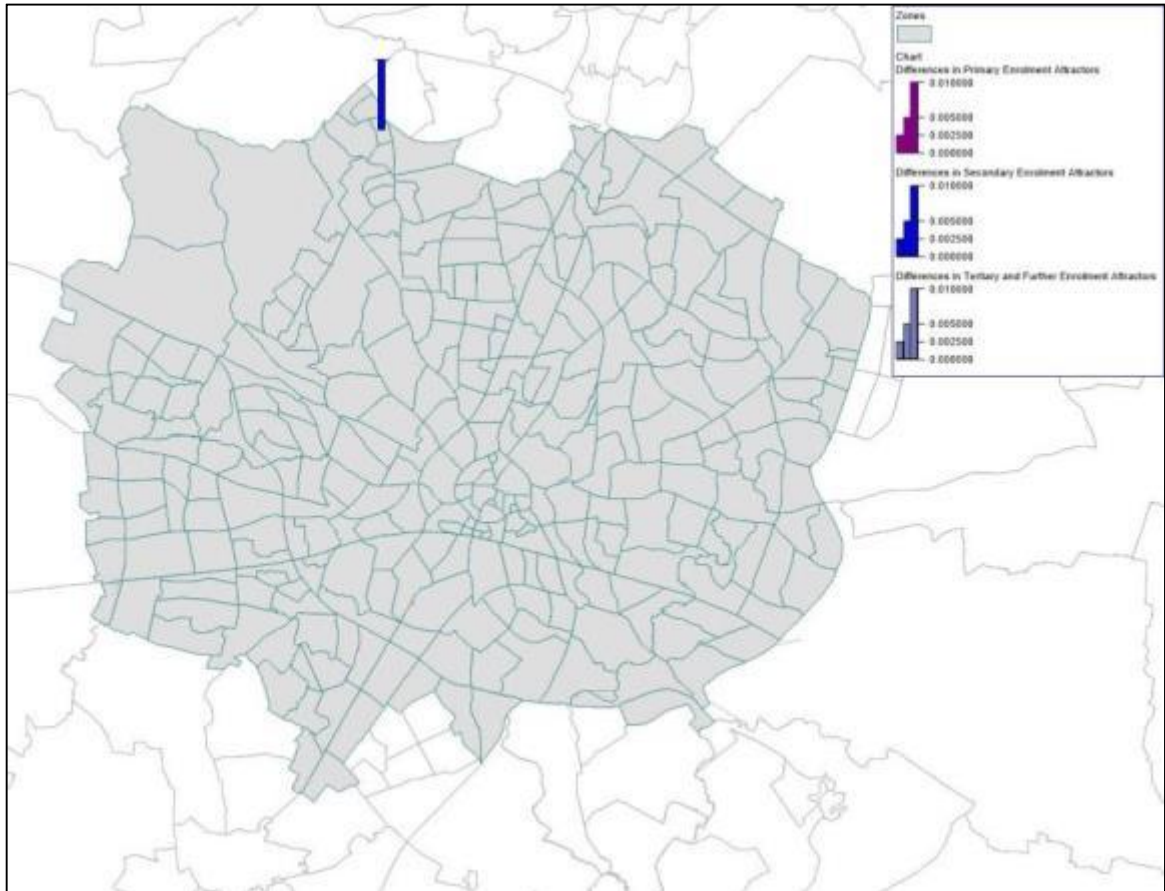 Zones
Chart
Differences in Primary Enrolment Attractors
0.010000
0.005000
0.002500
0.000000
Differences in Secondary Enrolment Attractors
0.010000
0.005000
0.002500
0.000000
Differences in Tertiary and Further Enrolment Attractors
0.010000
0.005000
0.002500
0.000000